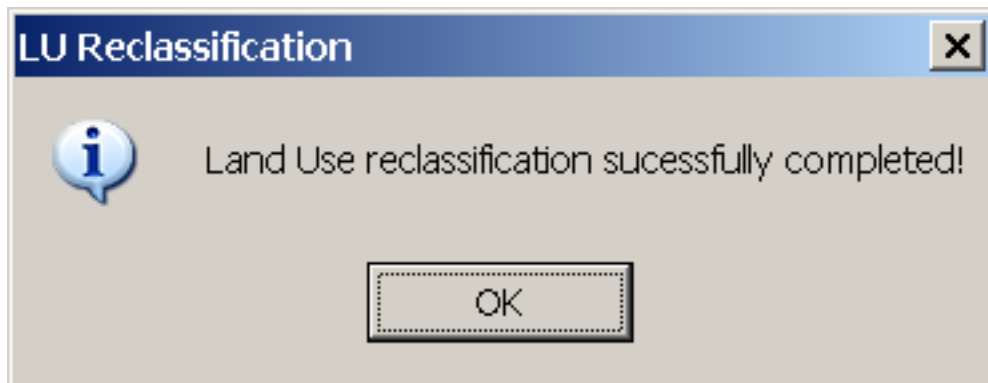 LU Reclassification
Land Use reclassification sucessfully completed!
OK